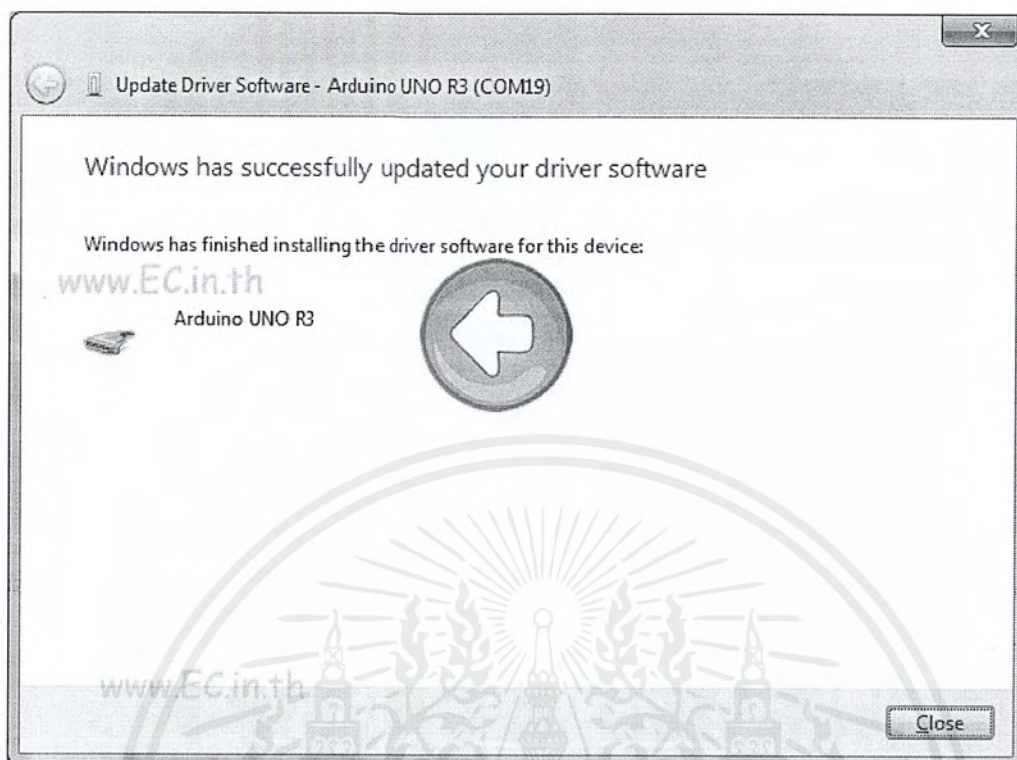 Update Driver Software - Arduino UNO R3 (COM19)
Windows has successfully updated your driver software
Windows has finished installing the driver software for this device:
www.EC.in.th
Arduino UNO R3
www.EC.in.th
Close